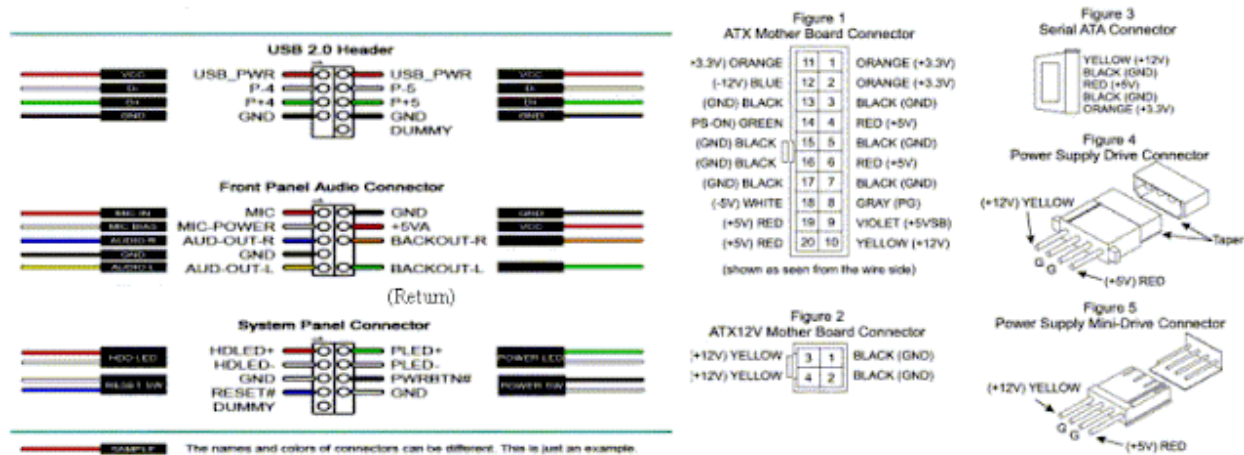 USB 2.0 Header
VCC USB_PWR USB_PWR VCC
D- P-4 P-5 D-
D+ P+4 P+5 D+
GND GND GND GND
DUMMY
Front Panel Audio Connector
MIC IN MIC GND GND
MIC BIAS MIC-POWER +5VA VCC
AUDIO-R AUD-OUT-R BACKOUT-R
GND GND
AUDIO L AUD-OUT-L BACKOUT-L
(Return)
System Panel Connector
HDD LED HDLED+ PLED+ POWER LED
HDLED- PLED-
RESET SW GND PWRBTN# POWER SW
RESET# GND
DUMMY
SAMPLE The names and colors of connectors can be different. This is just an example.
Figure 1
ATX Mother Board Connector
+3.3V) ORANGE 11 1 ORANGE (+3.3V)
(-12V) BLUE 12 2 ORANGE (+3.3V)
(GND) BLACK 13 3 BLACK (GND)
PS-ON) GREEN 14 4 RED (+5V)
(GND) BLACK 15 5 BLACK (GND)
(GND) BLACK 16 6 RED (+5V)
(GND) BLACK 17 7 BLACK (GND)
(-5V) WHITE 18 8 GRAY (PG)
(+5V) RED 19 9 VIOLET (+5VSB)
(+5V) RED 20 10 YELLOW (+12V)
(shown as seen from the wire side)
Figure 2
ATX12V Mother Board Connector
(+12V) YELLOW 3 1 BLACK (GND)
(+12V) YELLOW 4 2 BLACK (GND)
Figure 3
Serial ATA Connector
YELLOW (+12V)
BLACK (GND)
RED (+5V)
BLACK (GND)
ORANGE (+3.3V)
Figure 4
Power Supply Drive Connector
(+12V) YELLOW
Taper
G
G
(+5V) RED
Figure 5
Power Supply Mini-Drive Connector
(+12V) YELLOW
G
G
(+5V) RED